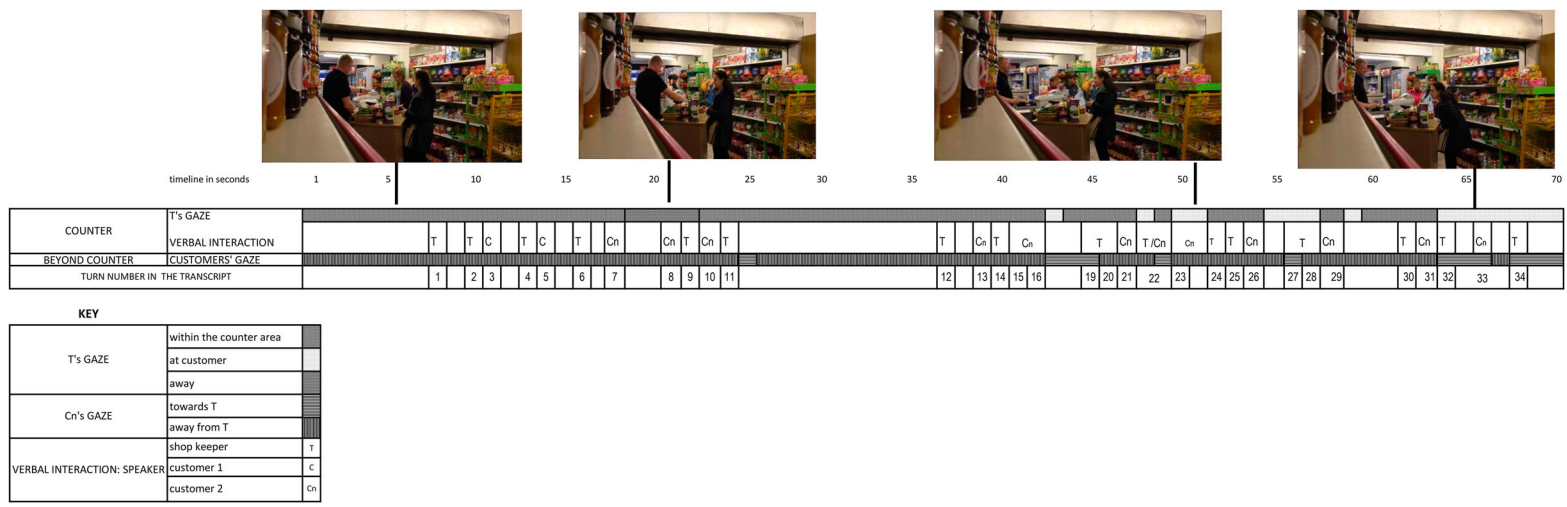 timeline in seconds 1 5 10 15 20 25 30 35 40 45 50 55 60 65 70
COUNTER
T's GAZE
VERBAL INTERACTION T T C T C T Cn Cn T Cn T T Cn T Cn T Cn T /Cn Cn T T Cn T Cn T Cn T Cn T
BEYOND COUNTER CUSTOMERS' GAZE
TURN NUMBER IN THE TRANSCRIPT 1 2 3 4 5 6 7 8 9 10 11 12 13 14 15 16 19 20 21 22 23 24 25 26 27 28 29 30 31 32 33 34
KEY
T's GAZE
within the counter area
at customer
away
Cn's GAZE
towards T
away from T
VERBAL INTERACTION: SPEAKER
shop keeper T
customer 1 C
customer 2 Cn